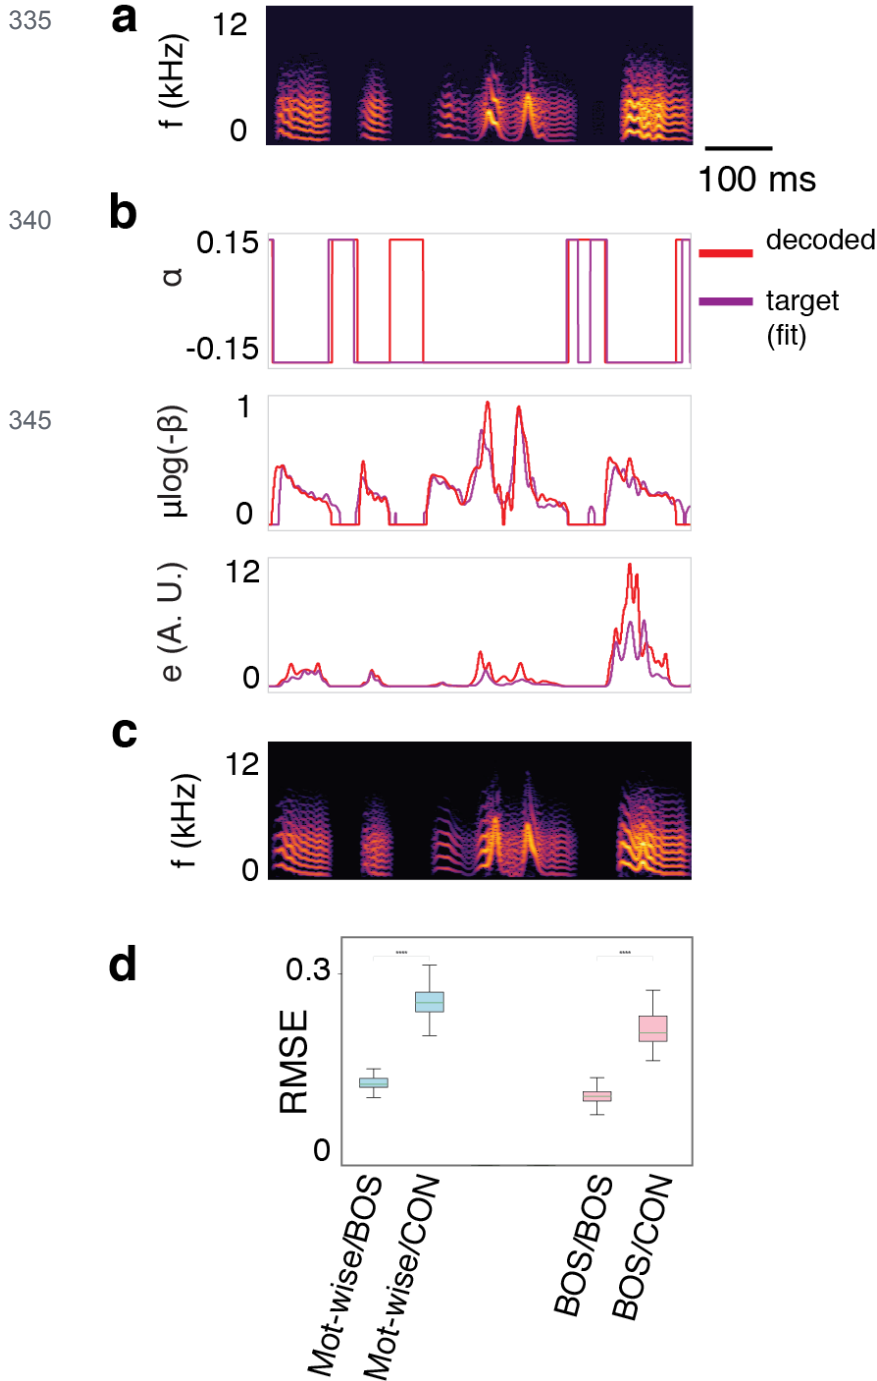 335
a
12
f (kHz)
0
100 ms
340
b
0.15
α
-0.15
decoded
target
(fit)
345
1
µlog(-β)
0
12
e (A. U.)
0
c
12
f (kHz)
0
d
****
****
0.3
RMSE
0
Mot-wise/BOS
Mot-wise/CON
BOS/BOS
BOS/CON